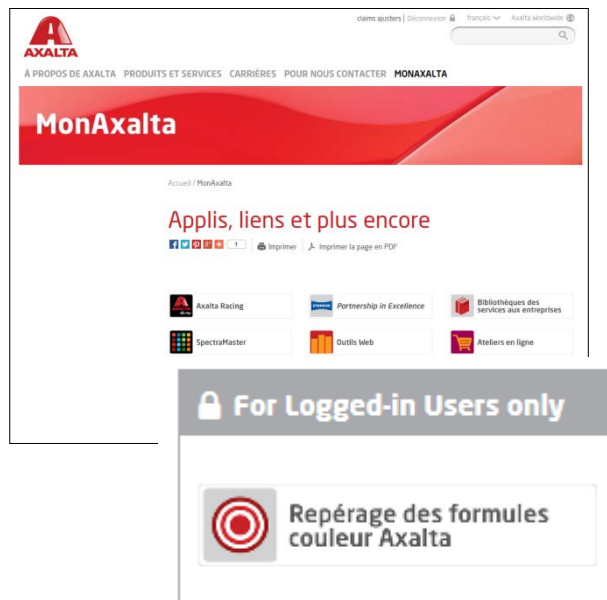 claims ajusters | Déconnexion français Axalta Worldwide
AXALTA
À PROPOS DE AXALTA PRODUITS ET SERVICES CARRIÈRES POUR NOUS CONTACTER MONAXALTA
MonAxalta
Accueil / MonAxalta
Applis, liens et plus encore
1 Imprimer Imprimer la page en PDF
Axalta Racing
Partnership in Excellence
Bibliothèques des
services aux entreprises
SpectraMaster
Outils Web
Ateliers en ligne
For Logged-in Users only
Repérage des formules
couleur Axalta